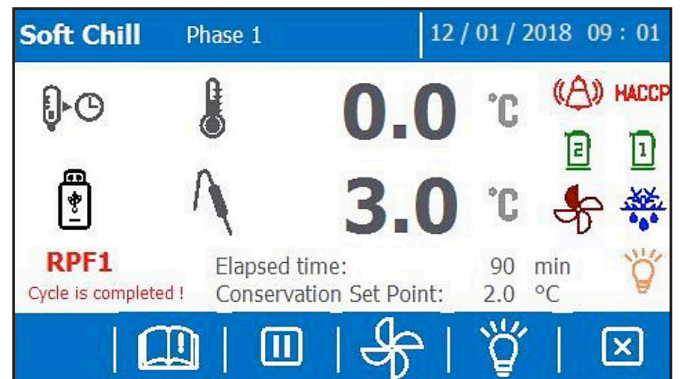 Soft Chill Phase 1 12 / 01 / 2018 09 : 01
0.0 °C HACCP
2 1
3.0 °C
RPF1 Elapsed time: 90 min
Cycle is completed ! Conservation Set Point: 2.0 °C